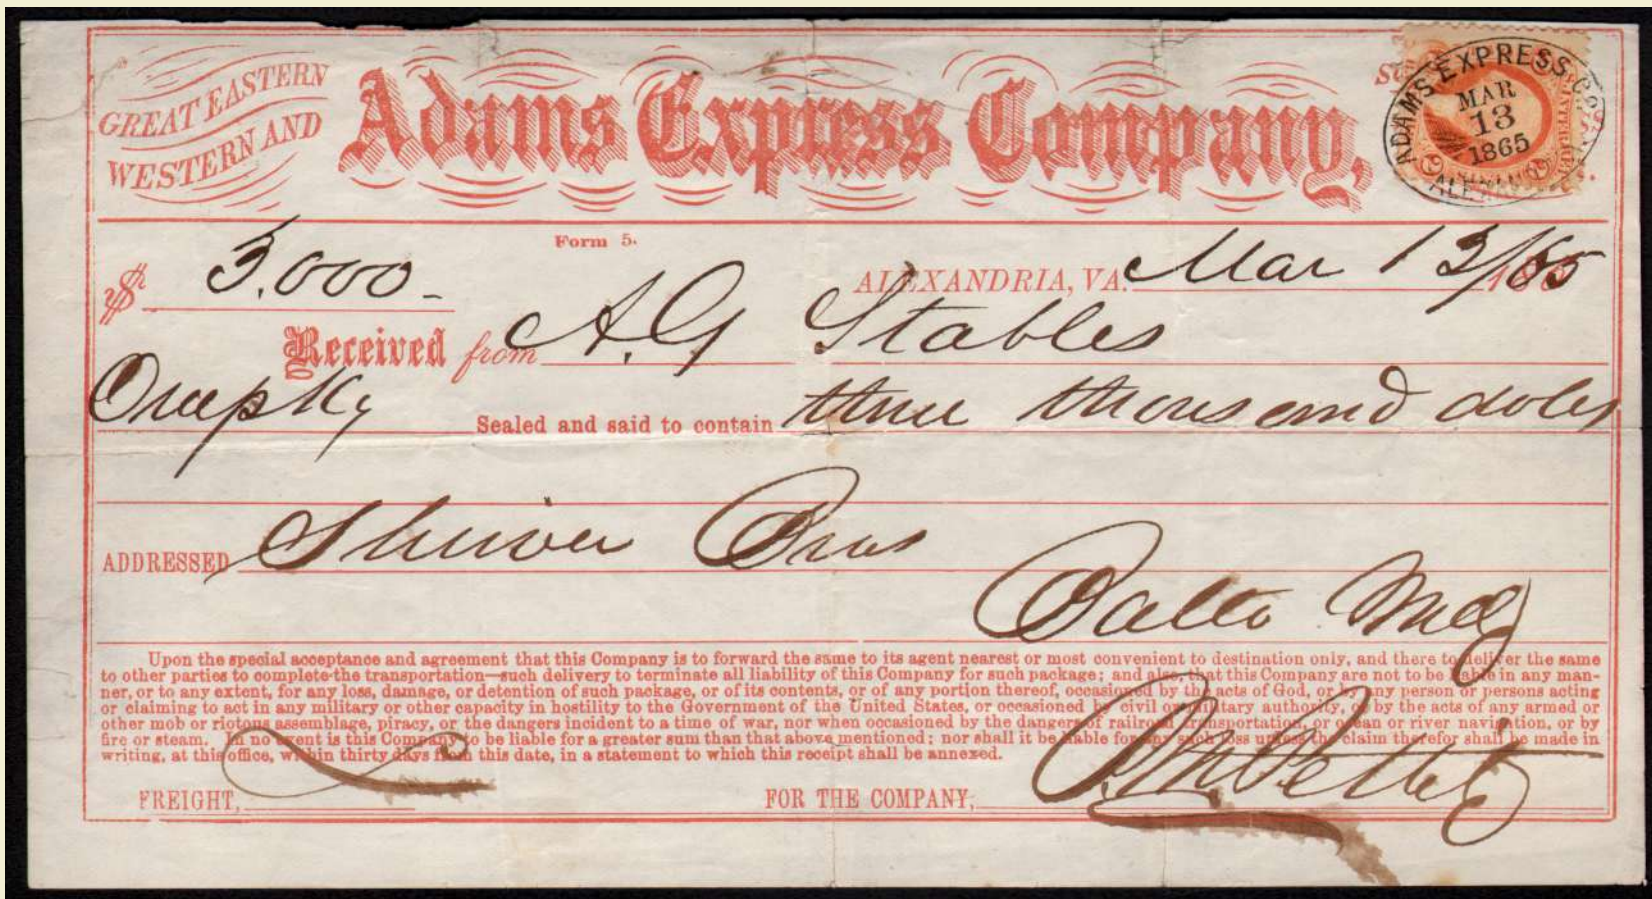 GREAT EASTERN
WESTERN AND
Adams Express Company,
ADAMS EXPRESS CO.
MAR
13
1865
Form 5.
$ 3.000-
ALEXANDRIA, VA. Mar 13/65 186
Received from A.G Stables
One pkg Sealed and said to contain three thousand dolls
ADDRESSED Shriver Bros
Balto Md
Upon the special acceptance and agreement that this Company is to forward the same to its agent nearest or most convenient to destination only, and there to deliver the same
to other parties to complete the transportation—such delivery to terminate all liability of this Company for such package; and also, that this Company are not to be liable in any man-
ner, or to any extent, for any loss, damage, or detention of such package, or of its contents, or of any portion thereof, occasioned by the acts of God, or by any person or persons acting
or claiming to act in any military or other capacity in hostility to the Government of the United States, or occasioned by civil or military authority, or by the acts of any armed or
other mob or riotous assemblage, piracy, or the dangers incident to a time of war, nor when occasioned by the dangers of railroad transportation, or ocean or river navigation, or by
fire or steam. In no event is this Company to be liable for a greater sum than that above mentioned; nor shall it be liable for any such loss unless the claim therefor shall be made in
writing, at this office, within thirty days from this date, in a statement to which this receipt shall be annexed.
FREIGHT,
FOR THE COMPANY,